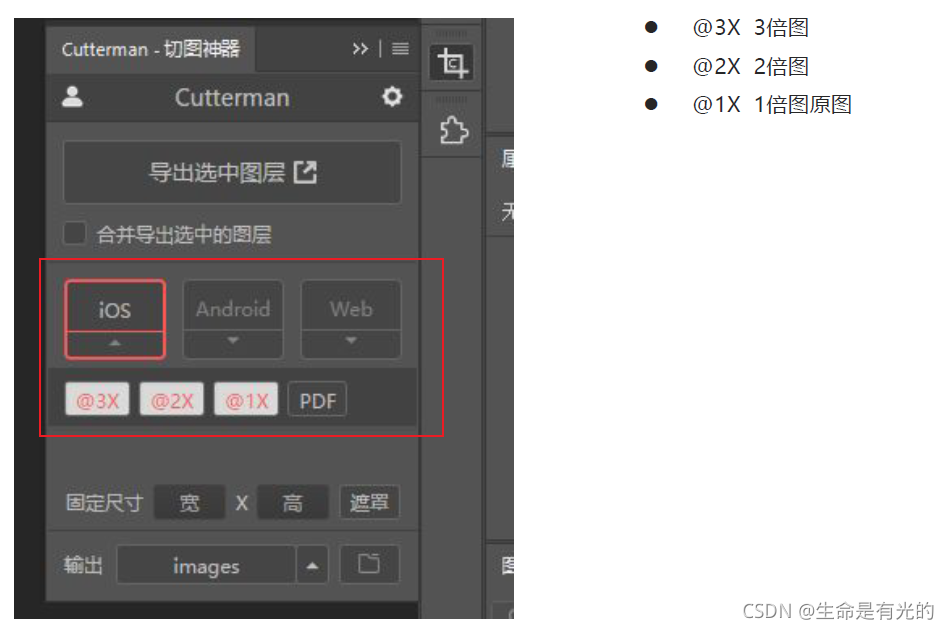 Cutterman - 切图神器
Cutterman
导出选中图层
合并导出选中的图层
iOS Android Web
@3X @2X @1X PDF
固定尺寸 宽 X 高 遮罩
输出 images
● @3X 3倍图
● @2X 2倍图
● @1X 1倍图原图
CSDN @生命是有光的